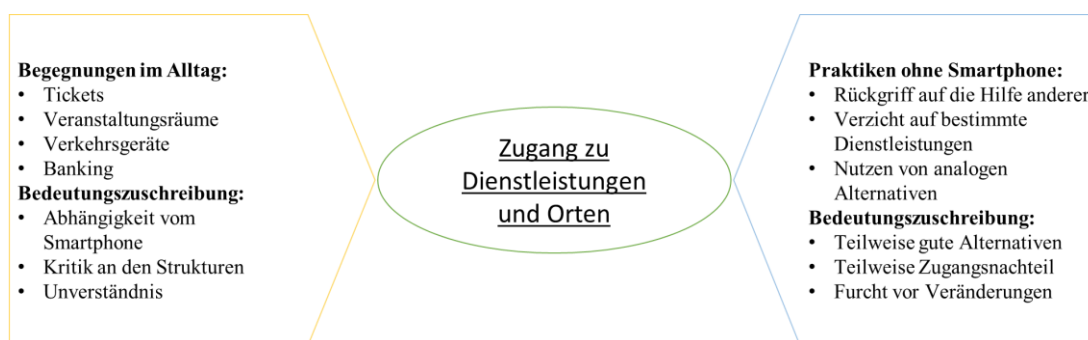 Begegnungen im Alltag:
• Tickets
• Veranstaltungsräume
• Verkehrsgeräte
• Banking
Bedeutungszuschreibung:
• Abhängigkeit vom
Smartphone
• Kritik an den Strukturen
• Unverständnis
Zugang zu
Dienstleistungen
und Orten
Praktiken ohne Smartphone:
• Rückgriff auf die Hilfe anderer
• Verzicht auf bestimmte
Dienstleistungen
• Nutzen von analogen
Alternativen
Bedeutungszuschreibung:
• Teilweise gute Alternativen
• Teilweise Zugangsnachteil
• Furcht vor Veränderungen